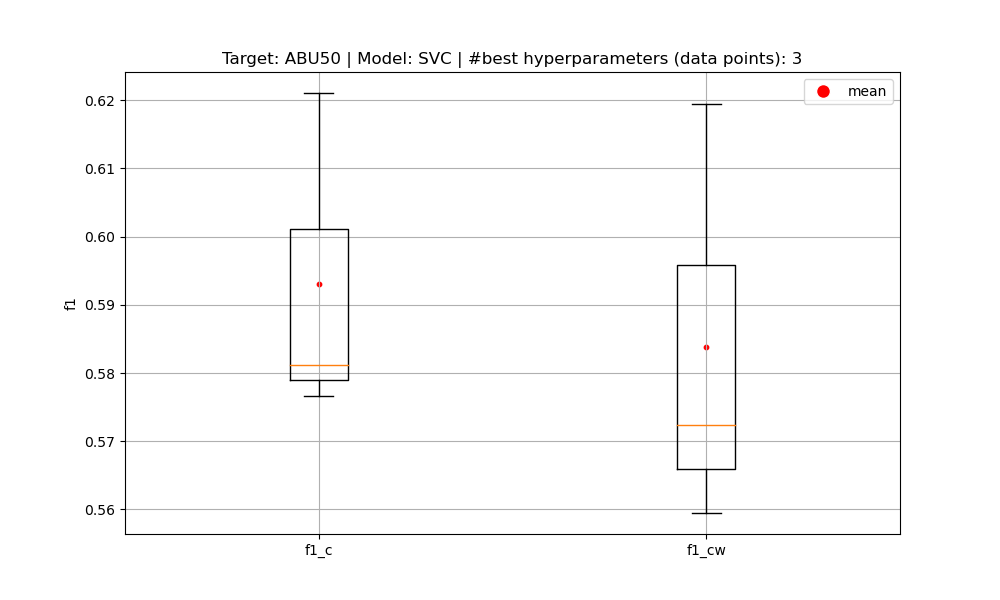 Target: ABU50 | Model: SVC | #best hyperparameters (data points): 3
mean
0.62
0.61
0.60
0.59
0.58
0.57
0.56
f1
f1_c
f1_cw